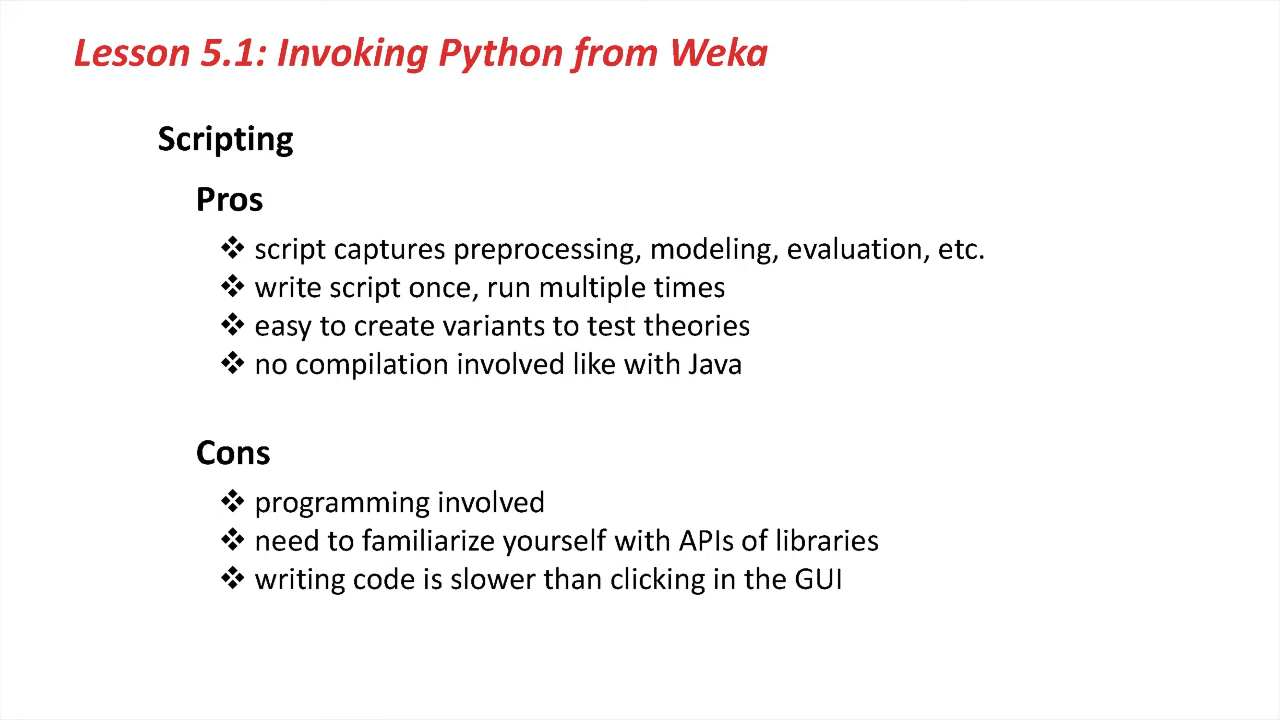 Lesson 5.1: Invoking Python from Weka
Scripting
Pros
❖ script captures preprocessing, modeling, evaluation, etc.
❖ write script once, run multiple times
❖ easy to create variants to test theories
❖ no compilation involved like with Java
Cons
❖ programming involved
❖ need to familiarize yourself with APIs of libraries
❖ writing code is slower than clicking in the GUI